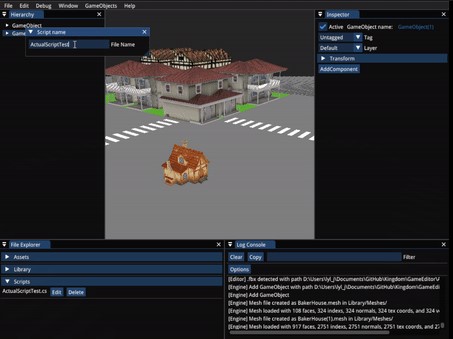 File Edit Debug Window GameObjects Help
Hierarchy
GameObject
Game
Script name
ActualScriptTest File Name
Inspector
Active GameObject name: GameObject(1)
Untagged Tag
Default Layer
Transform
AddComponent
File Explorer
Assets
Library
Scripts
ActualScriptTest.cs Edit Delete
Log Console
Clear Copy Filter
Options
[Editor] .fbx detected with path D:\Users\lyl_l\Documents\GitHub\Kingdom\GameEditor\
[Engine] Add GameObject with path D:\Users\lyl_l\Documents\GitHub\Kingdom\GameEdi
[Engine] Add GameObject
[Engine] Mesh file created as BakerHouse.mesh in Library/Meshes/
[Engine] Mesh loaded with 108 faces, 324 index, 324 normals, 324 tex coords, and 324 v
[Engine] Mesh file created as BakerHouse(1).mesh in Library/Meshes/
[Engine] Mesh loaded with 917 faces, 2751 index, 2751 normals, 2751 tex coords, and 27